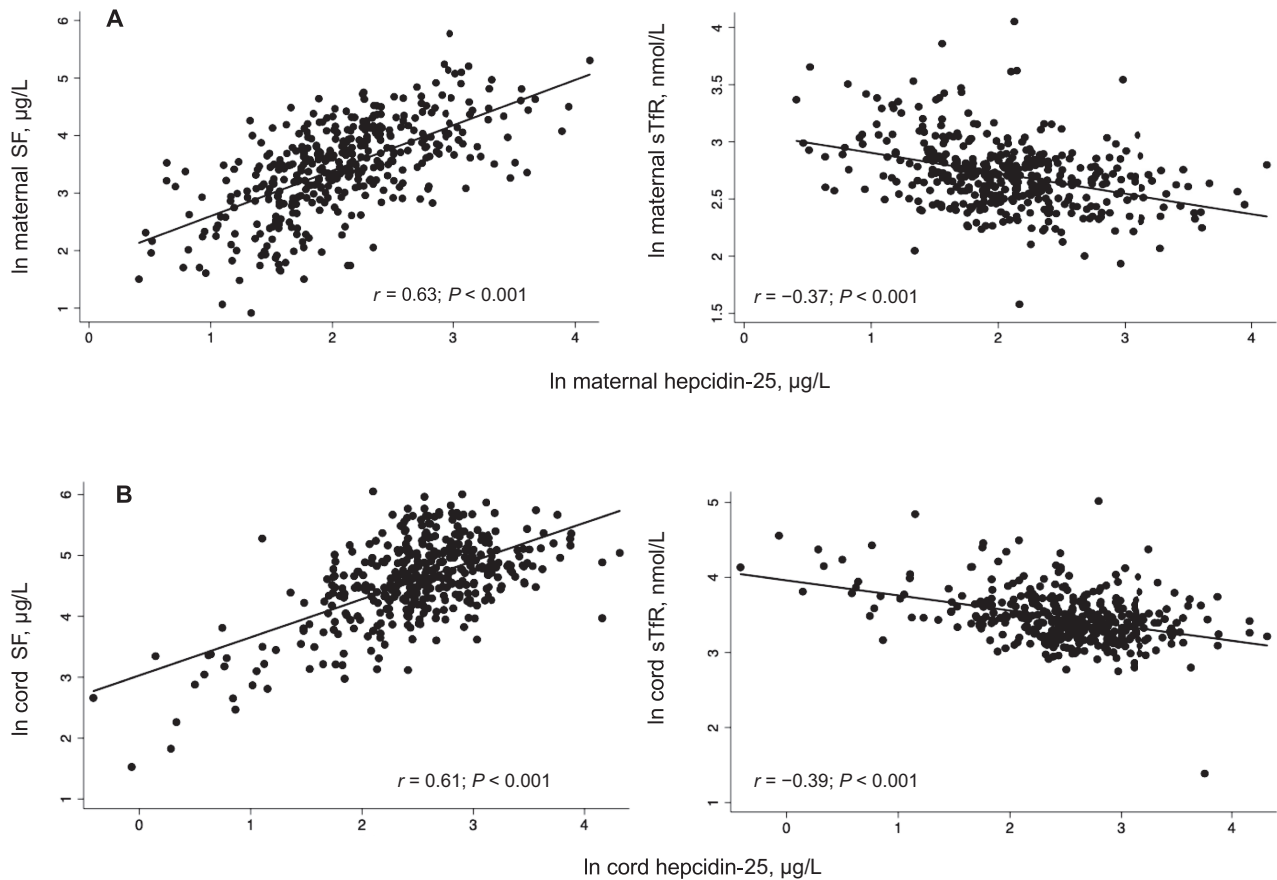 A
ln maternal SF, µg/L
6
5
4
3
2
1
0 1 2 3 4
r = 0.63; P < 0.001
ln maternal sTfR, nmol/L
4
3.5
3
2.5
2
1.5
0 1 2 3 4
r = −0.37; P < 0.001
ln maternal hepcidin-25, µg/L
B
ln cord SF, µg/L
6
5
4
3
2
1
0 1 2 3 4
r = 0.61; P < 0.001
ln cord sTfR, nmol/L
5
4
3
2
1
0 1 2 3 4
r = −0.39; P < 0.001
ln cord hepcidin-25, µg/L